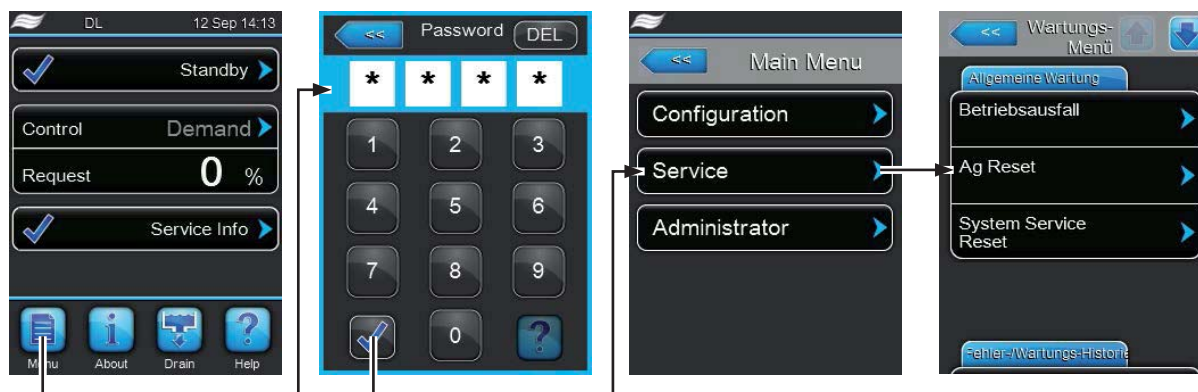 DL 12 Sep 14:13
Standby
Control Demand
Request 0 %
Service Info
Menu About Drain Help
<< Password DEL
* * * *
1 2 3
4 5 6
7 8 9
0 ?
<< Main Menu
Configuration
Service
Administrator
<< Wartungs-
Menü
Allgemeine Wartung
Betriebsausfall
Ag Reset
System Service
Reset
Fehler-/Wartungs-Historie